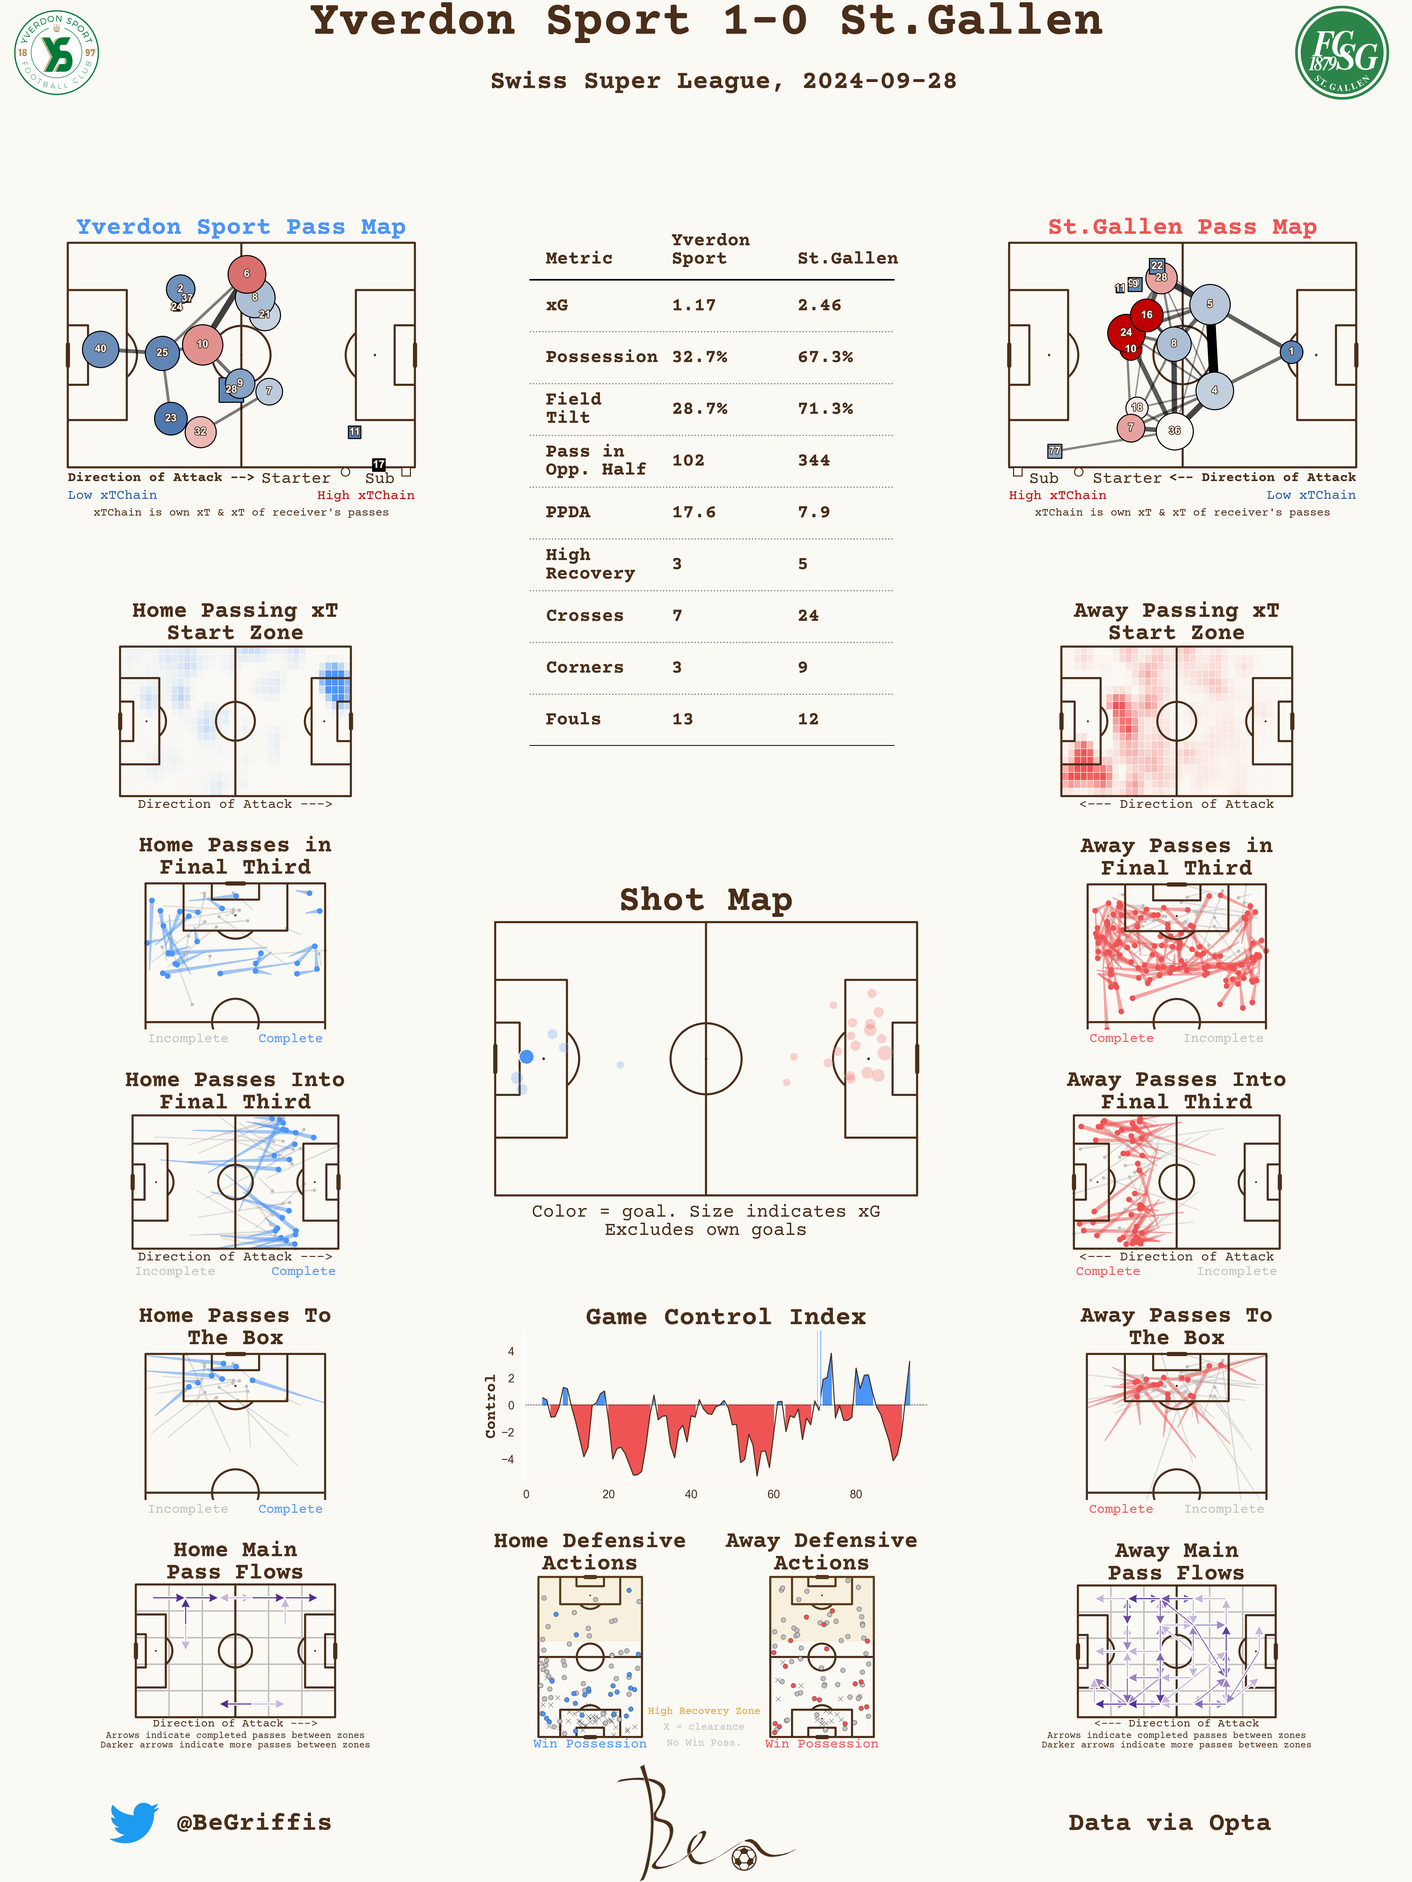 Yverdon Sport 1-0 St.Gallen
Swiss Super League, 2024-09-28
YVERDON SPORT
18 97
FOOTBALL CLUB
FCSG
1879
ST. GALLEN
Yverdon Sport Pass Map
6
2
37
24
8
21
10
40
25
9
28
7
23
32
11
17
Direction of Attack --> Starter Sub
Low xTChain High xTChain
xTChain is own xT & xT of receiver's passes
Metric Yverdon Sport St.Gallen
xG 1.17 2.46
Possession 32.7% 67.3%
Field Tilt 28.7% 71.3%
Pass in Opp. Half 102 344
PPDA 17.6 7.9
High Recovery 3 5
Crosses 7 24
Corners 3 9
Fouls 13 12
St.Gallen Pass Map
22
28
11
99
5
16
24
10
8
1
4
18
7
36
77
Sub Starter <-- Direction of Attack
High xTChain Low xTChain
xTChain is own xT & xT of receiver's passes
Home Passing xT
Start Zone
Direction of Attack --->
Away Passing xT
Start Zone
<--- Direction of Attack
Home Passes in
Final Third
Incomplete Complete
Away Passes in
Final Third
Complete Incomplete
Shot Map
Color = goal. Size indicates xG
Excludes own goals
Home Passes Into
Final Third
Direction of Attack --->
Incomplete Complete
Away Passes Into
Final Third
<--- Direction of Attack
Complete Incomplete
Home Passes To
The Box
Incomplete Complete
Game Control Index
Control
4
2
0
−2
−4
0 20 40 60 80
Away Passes To
The Box
Complete Incomplete
Home Main
Pass Flows
Direction of Attack --->
Arrows indicate completed passes between zones
Darker arrows indicate more passes between zones
Home Defensive
Actions
Win Possession
High Recovery Zone
X = clearance
No Win Poss.
Away Defensive
Actions
Win Possession
Away Main
Pass Flows
<--- Direction of Attack
Arrows indicate completed passes between zones
Darker arrows indicate more passes between zones
@BeGriffis
Ben
Data via Opta